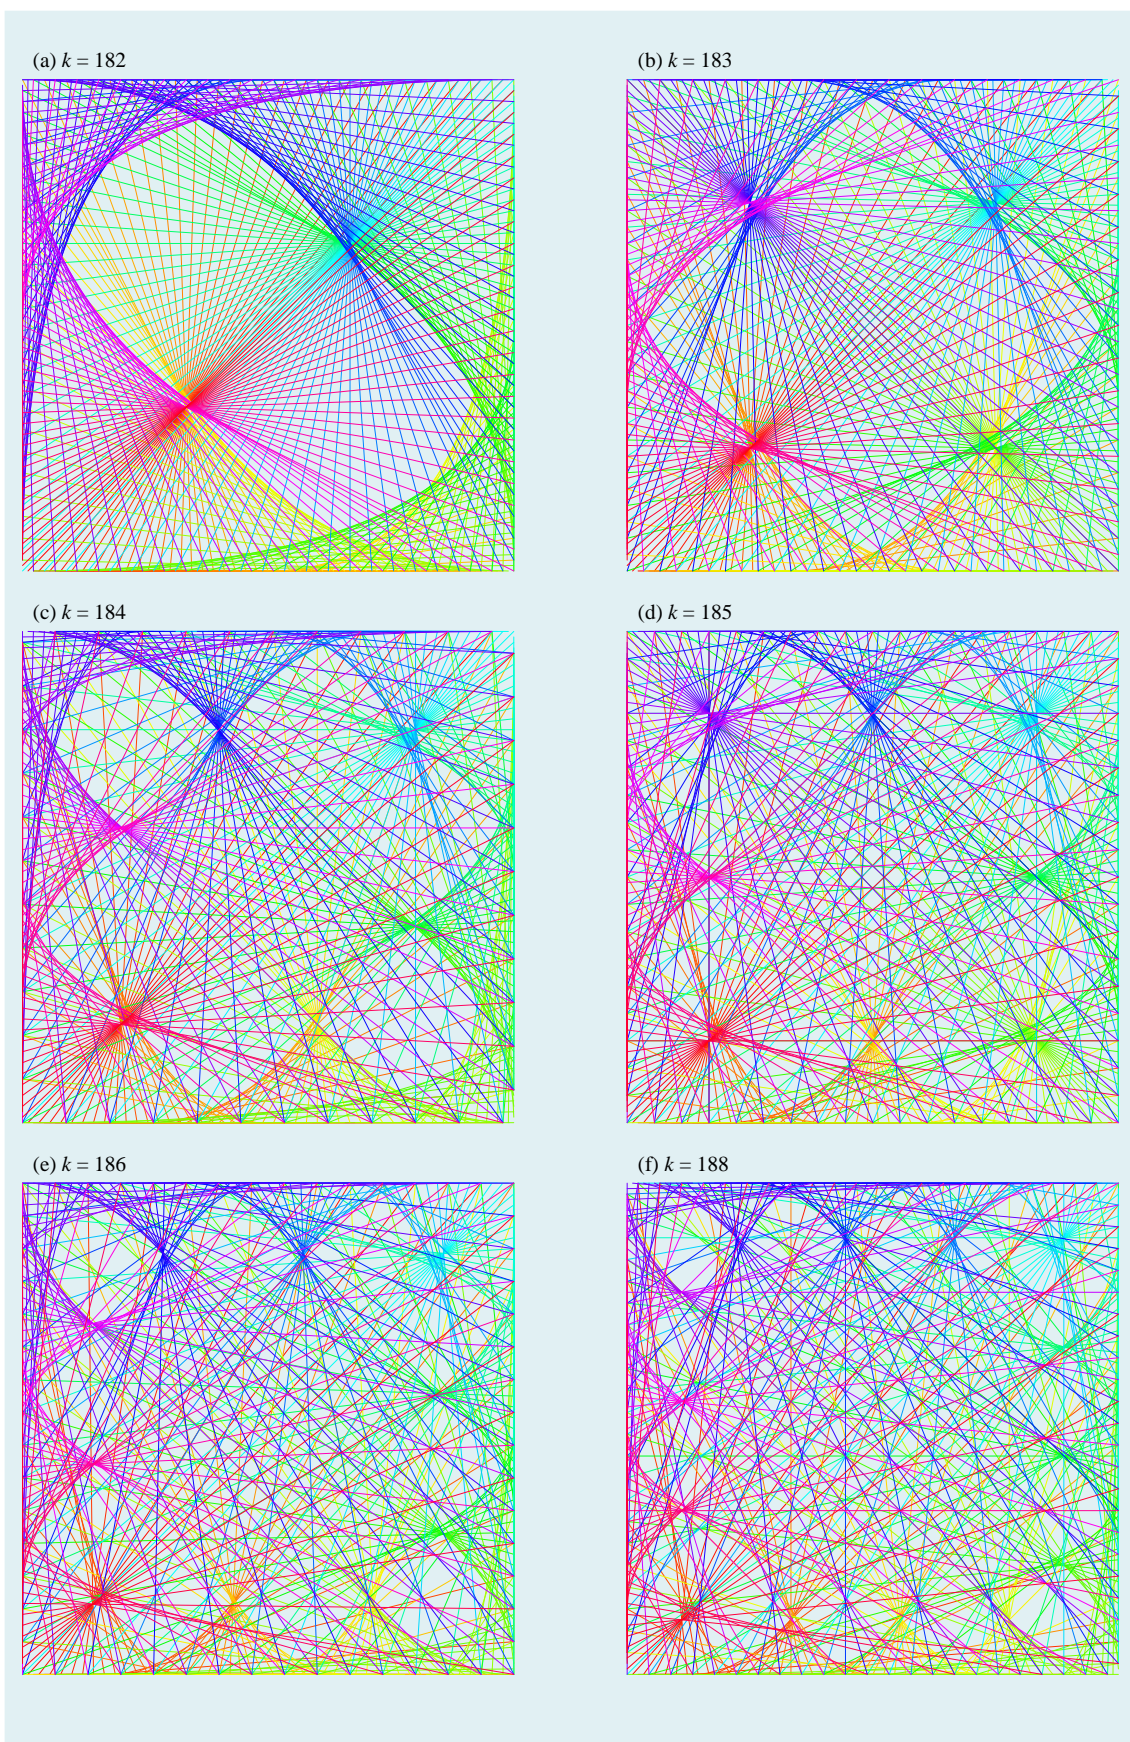 (a) k = 182
(b) k = 183
(c) k = 184
(d) k = 185
(e) k = 186
(f) k = 188